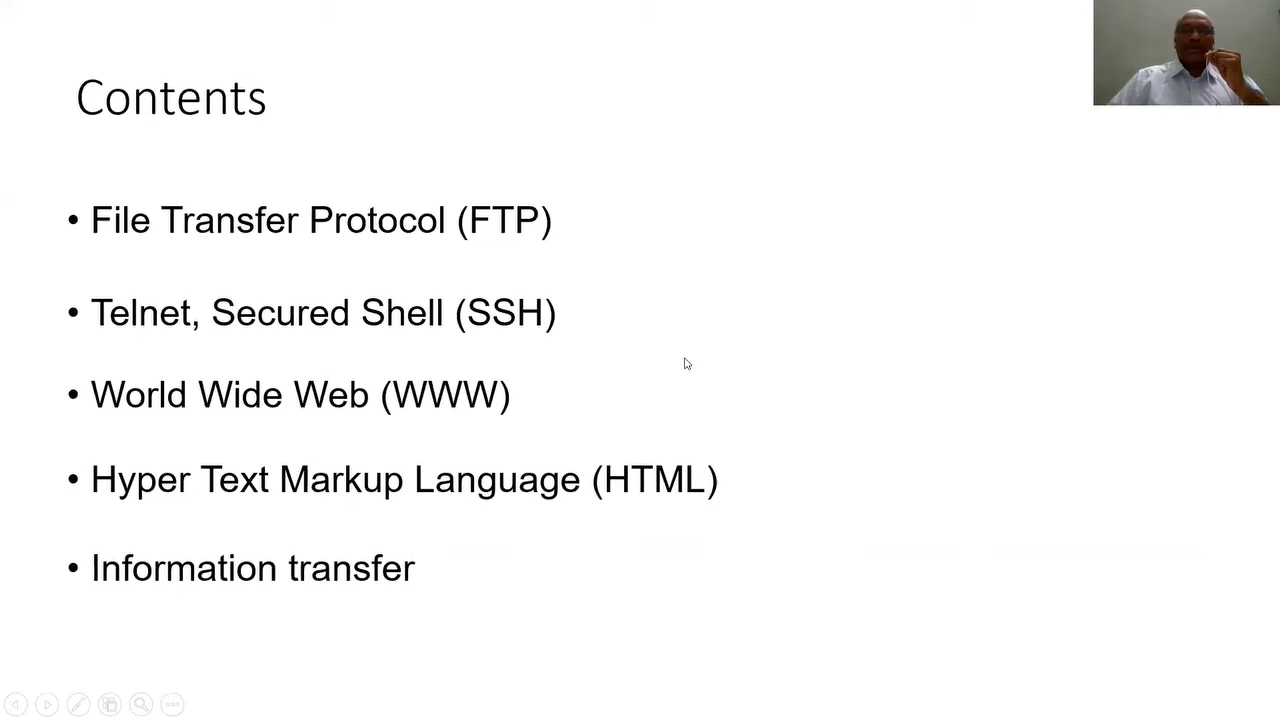 Contents
• File Transfer Protocol (FTP)
• Telnet, Secured Shell (SSH)
• World Wide Web (WWW)
• Hyper Text Markup Language (HTML)
• Information transfer